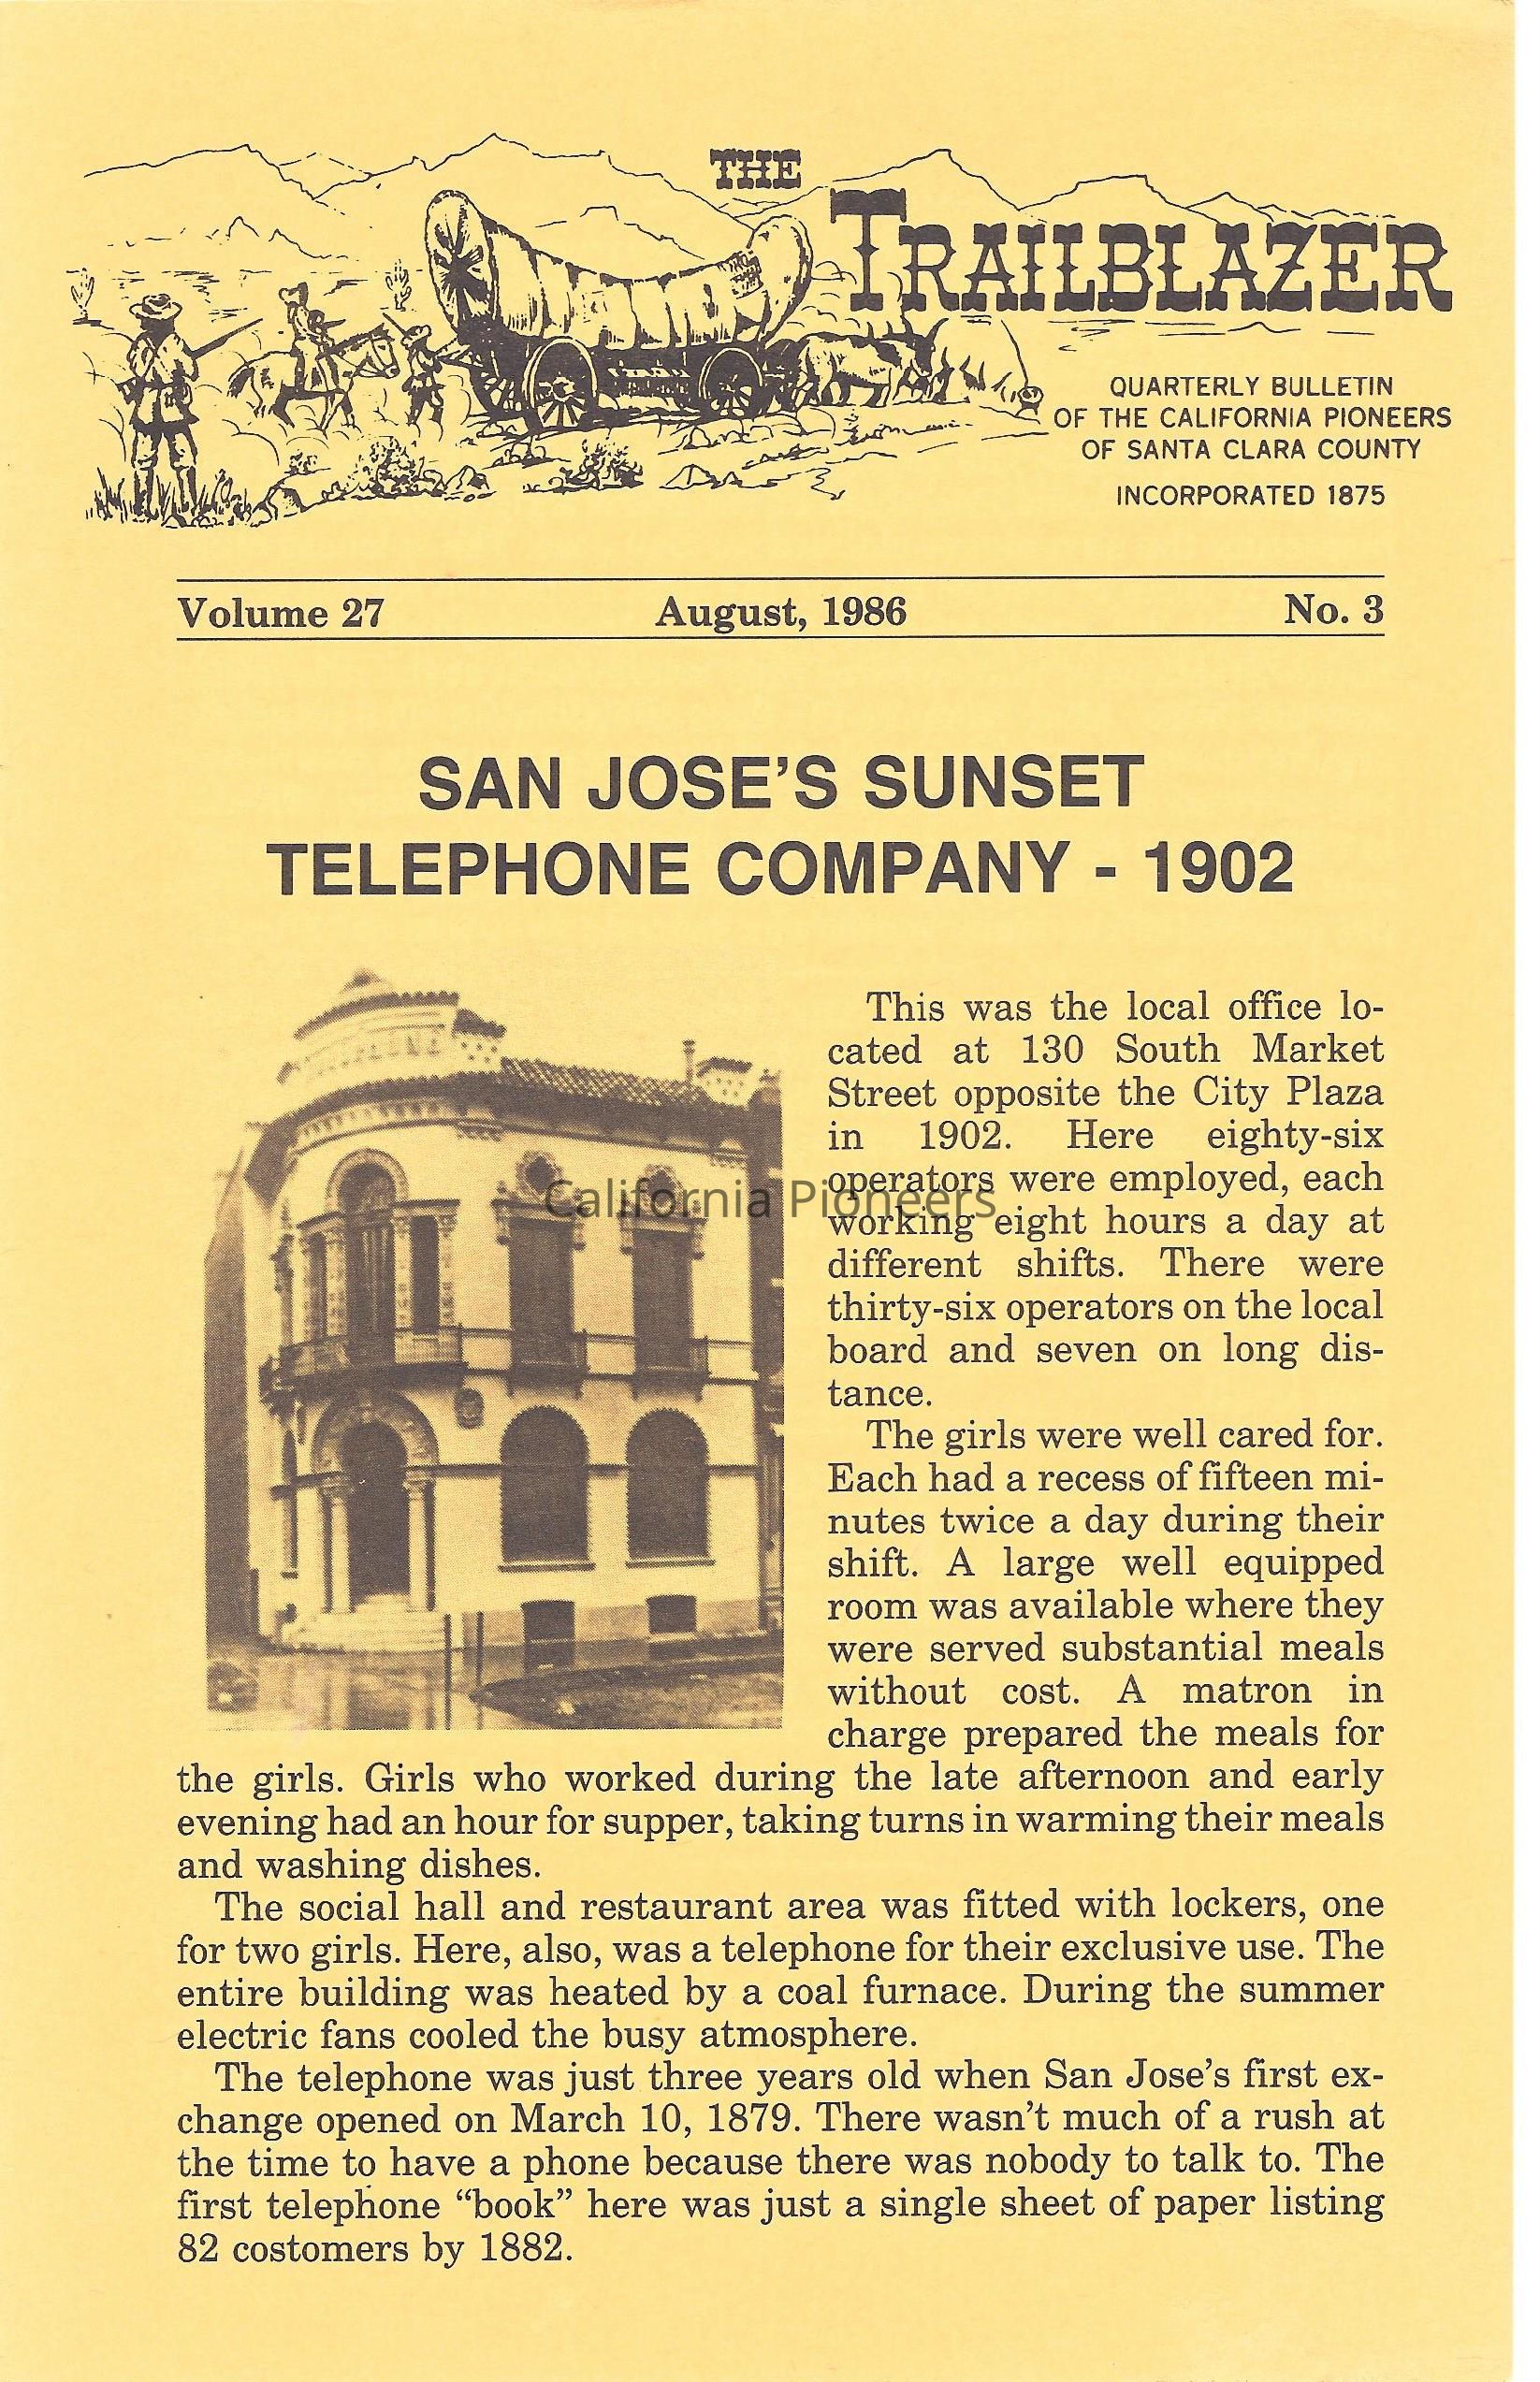 THE
TRAILBLAZER
QUARTERLY BULLETIN
OF THE CALIFORNIA PIONEERS
OF SANTA CLARA COUNTY
INCORPORATED 1875
Volume 27 August, 1986 No. 3
SAN JOSE'S SUNSET
TELEPHONE COMPANY - 1902
This was the local office lo-
cated at 130 South Market
Street opposite the City Plaza
in 1902. Here eighty-six
operators were employed, each
California Pioneers
working eight hours a day at
different shifts. There were
thirty-six operators on the local
board and seven on long dis-
tance.
The girls were well cared for.
Each had a recess of fifteen mi-
nutes twice a day during their
shift. A large well equipped
room was available where they
were served substantial meals
without cost. A matron in
charge prepared the meals for
the girls. Girls who worked during the late afternoon and early
evening had an hour for supper, taking turns in warming their meals
and washing dishes.
The social hall and restaurant area was fitted with lockers, one
for two girls. Here, also, was a telephone for their exclusive use. The
entire building was heated by a coal furnace. During the summer
electric fans cooled the busy atmosphere.
The telephone was just three years old when San Jose's first ex-
change opened on March 10, 1879. There wasn't much of a rush at
the time to have a phone because there was nobody to talk to. The
first telephone “book” here was just a single sheet of paper listing
82 costomers by 1882.